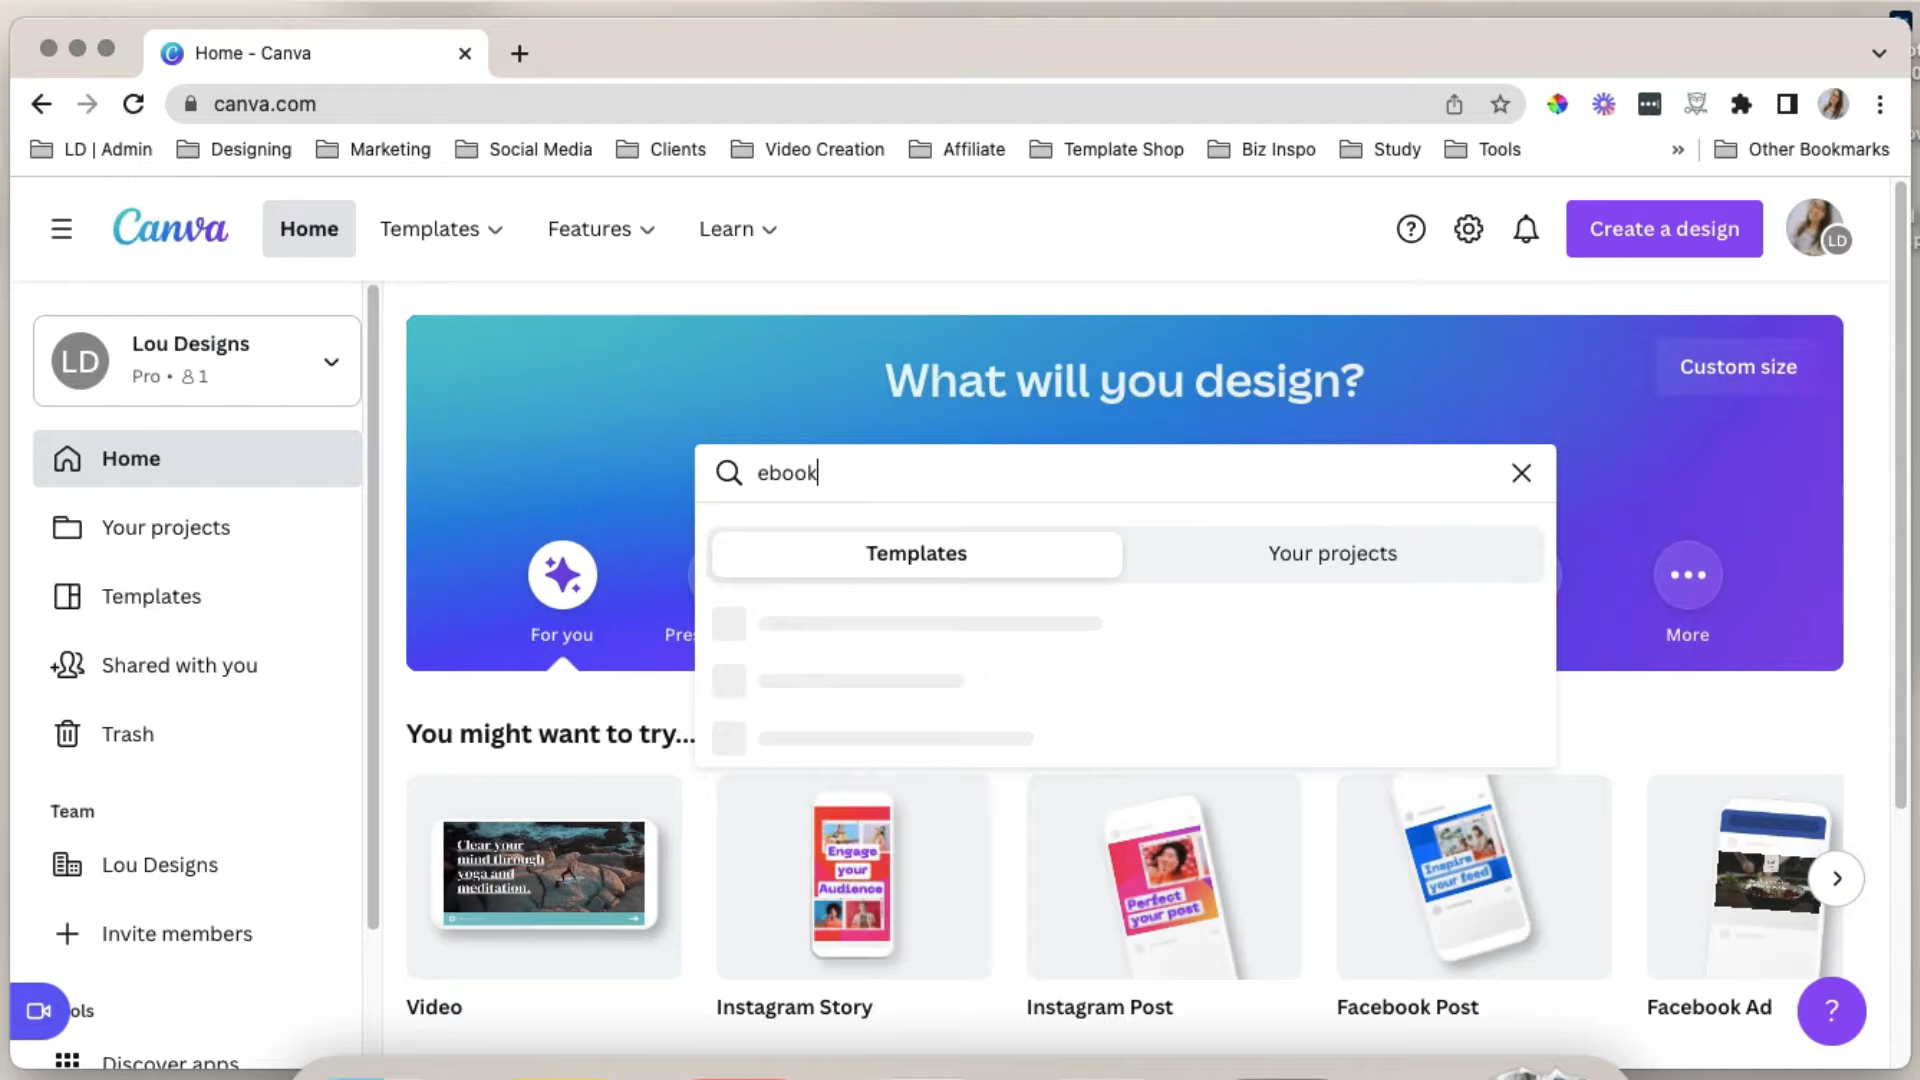 Home - Canva
canva.com
LD | Admin
Designing
Marketing
Social Media
Clients
Video Creation
Affiliate
Template Shop
Biz Inspo
Study
Tools
»
Other Bookmarks
Canva
Home
Templates
Features
Learn
Create a design
LD
LD
Lou Designs
Pro • 1
Home
Your projects
Templates
Shared with you
Trash
Team
Lou Designs
Invite members
ols
Discover apps
What will you design?
Custom size
ebook
Templates
Your projects
For you
Pres
More
You might want to try...
Clear your
mind through
yoga and
meditation.
Engage
your
Audience
Perfect
your post
Inspire
your feed
Video
Instagram Story
Instagram Post
Facebook Post
Facebook Ad
?